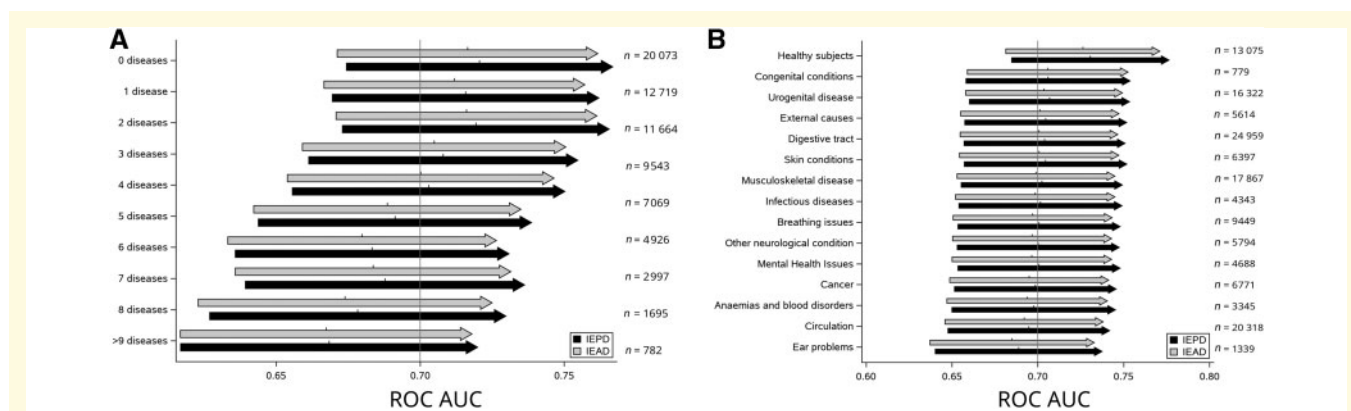 A
0 diseases
n = 20 073
1 disease
n = 12 719
2 diseases
n = 11 664
3 diseases
n = 9543
4 diseases
n = 7069
5 diseases
n = 4926
6 diseases
n = 2997
7 diseases
n = 1695
8 diseases
n = 782
>9 diseases
IEPD
IEAD
0.65
0.70
0.75
ROC AUC
B
Healthy subjects
n = 13 075
Congenital conditions
n = 779
Urogenital disease
n = 16 322
External causes
n = 5614
Digestive tract
n = 24 959
Skin conditions
n = 6397
Musculoskeletal disease
n = 17 867
Infectious diseases
n = 4343
Breathing issues
n = 9449
Other neurological condition
n = 5794
Mental Health Issues
n = 4688
Cancer
n = 6771
Anaemias and blood disorders
n = 3345
Circulation
n = 20 318
Ear problems
n = 1339
IEPD
IEAD
0.60
0.65
0.70
0.75
0.80
ROC AUC